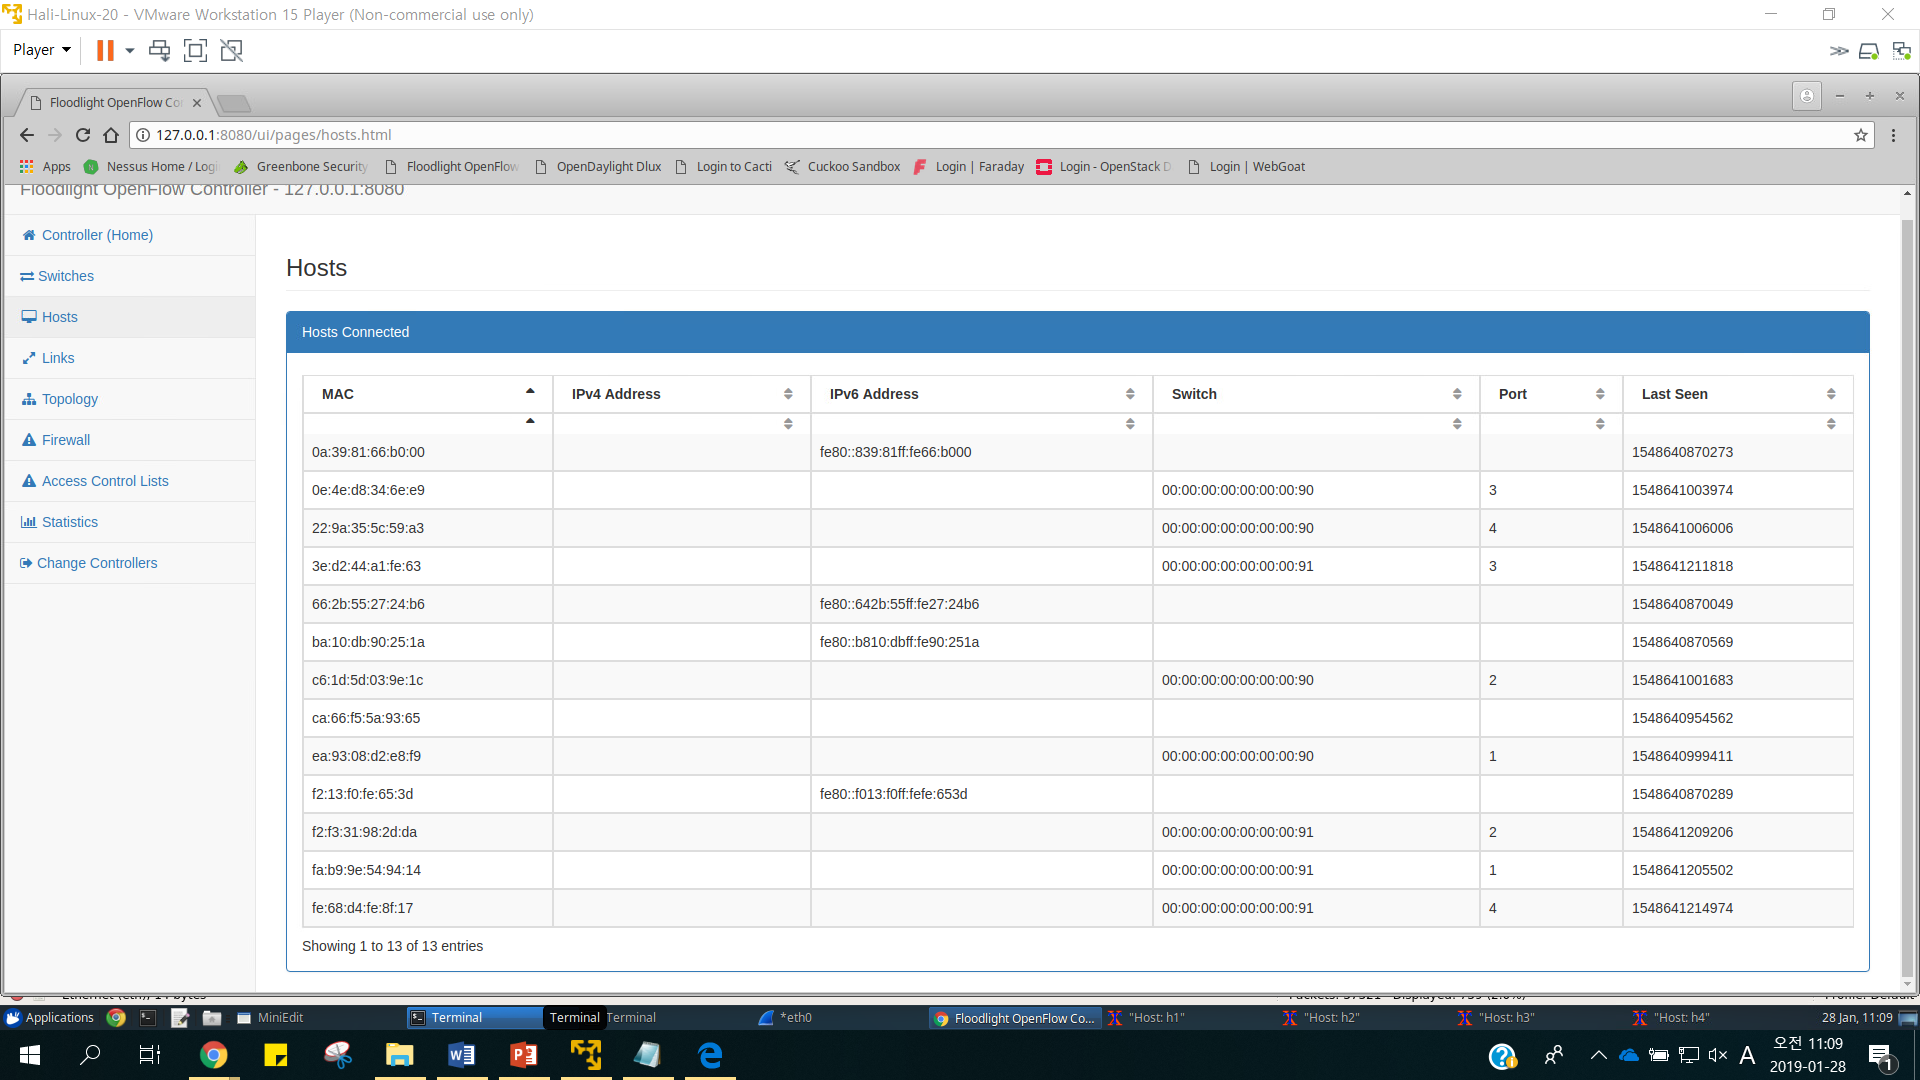 Hali-Linux-20 - VMware Workstation 15 Player (Non-commercial use only)
Player
Floodlight OpenFlow Co
127.0.0.1:8080/ui/pages/hosts.html
Apps Nessus Home / Logi Greenbone Security Floodlight OpenFlow OpenDaylight Dlux Login to Cacti Cuckoo Sandbox Login | Faraday Login - OpenStack D Login | WebGoat
Floodlight OpenFlow Controller - 127.0.0.1:8080
Controller (Home)
Switches
Hosts
Links
Topology
Firewall
Access Control Lists
Statistics
Change Controllers
Hosts
Hosts Connected
MAC IPv4 Address IPv6 Address Switch Port Last Seen
0a:39:81:66:b0:00 fe80::839:81ff:fe66:b000 1548640870273
0e:4e:d8:34:6e:e9 00:00:00:00:00:00:00:90 3 1548641003974
22:9a:35:5c:59:a3 00:00:00:00:00:00:00:90 4 1548641006006
3e:d2:44:a1:fe:63 00:00:00:00:00:00:00:91 3 1548641211818
66:2b:55:27:24:b6 fe80::642b:55ff:fe27:24b6 1548640870049
ba:10:db:90:25:1a fe80::b810:dbff:fe90:251a 1548640870569
c6:1d:5d:03:9e:1c 00:00:00:00:00:00:00:90 2 1548641001683
ca:66:f5:5a:93:65 1548640954562
ea:93:08:d2:e8:f9 00:00:00:00:00:00:00:90 1 1548640999411
f2:13:f0:fe:65:3d fe80::f013:f0ff:fefe:653d 1548640870289
f2:f3:31:98:2d:da 00:00:00:00:00:00:00:91 2 1548641209206
fa:b9:9e:54:94:14 00:00:00:00:00:00:00:91 1 1548641205502
fe:68:d4:fe:8f:17 00:00:00:00:00:00:00:91 4 1548641214974
Showing 1 to 13 of 13 entries
Applications MiniEdit Terminal Terminal Terminal *eth0 Floodlight OpenFlow Co... "Host: h1" "Host: h2" "Host: h3" "Host: h4" 28 Jan, 11:09
A 오전 11:09
2019-01-28
1